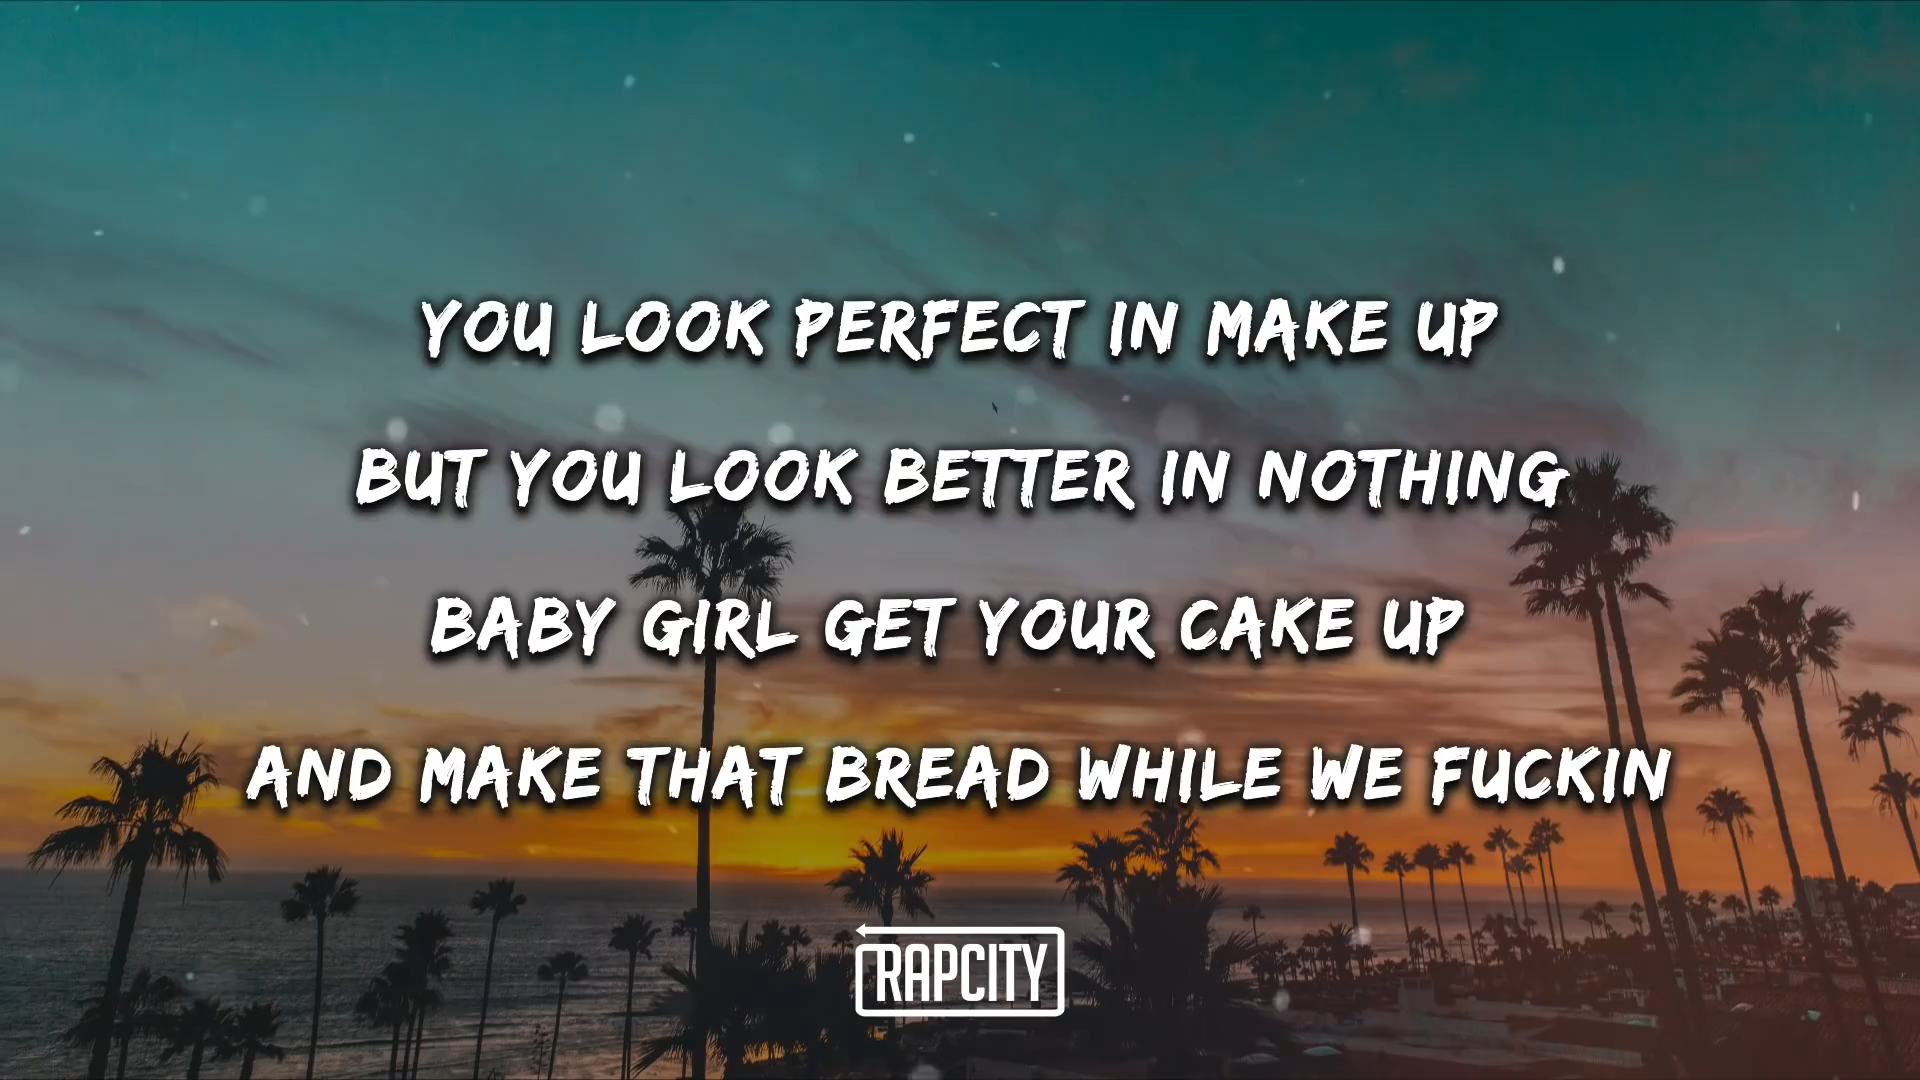 YOU LOOK PERFECT IN MAKE UP
BUT YOU LOOK BETTER IN NOTHING
BABY GIRL GET YOUR CAKE UP
AND MAKE THAT BREAD WHILE WE FUCKIN
RAPCITY